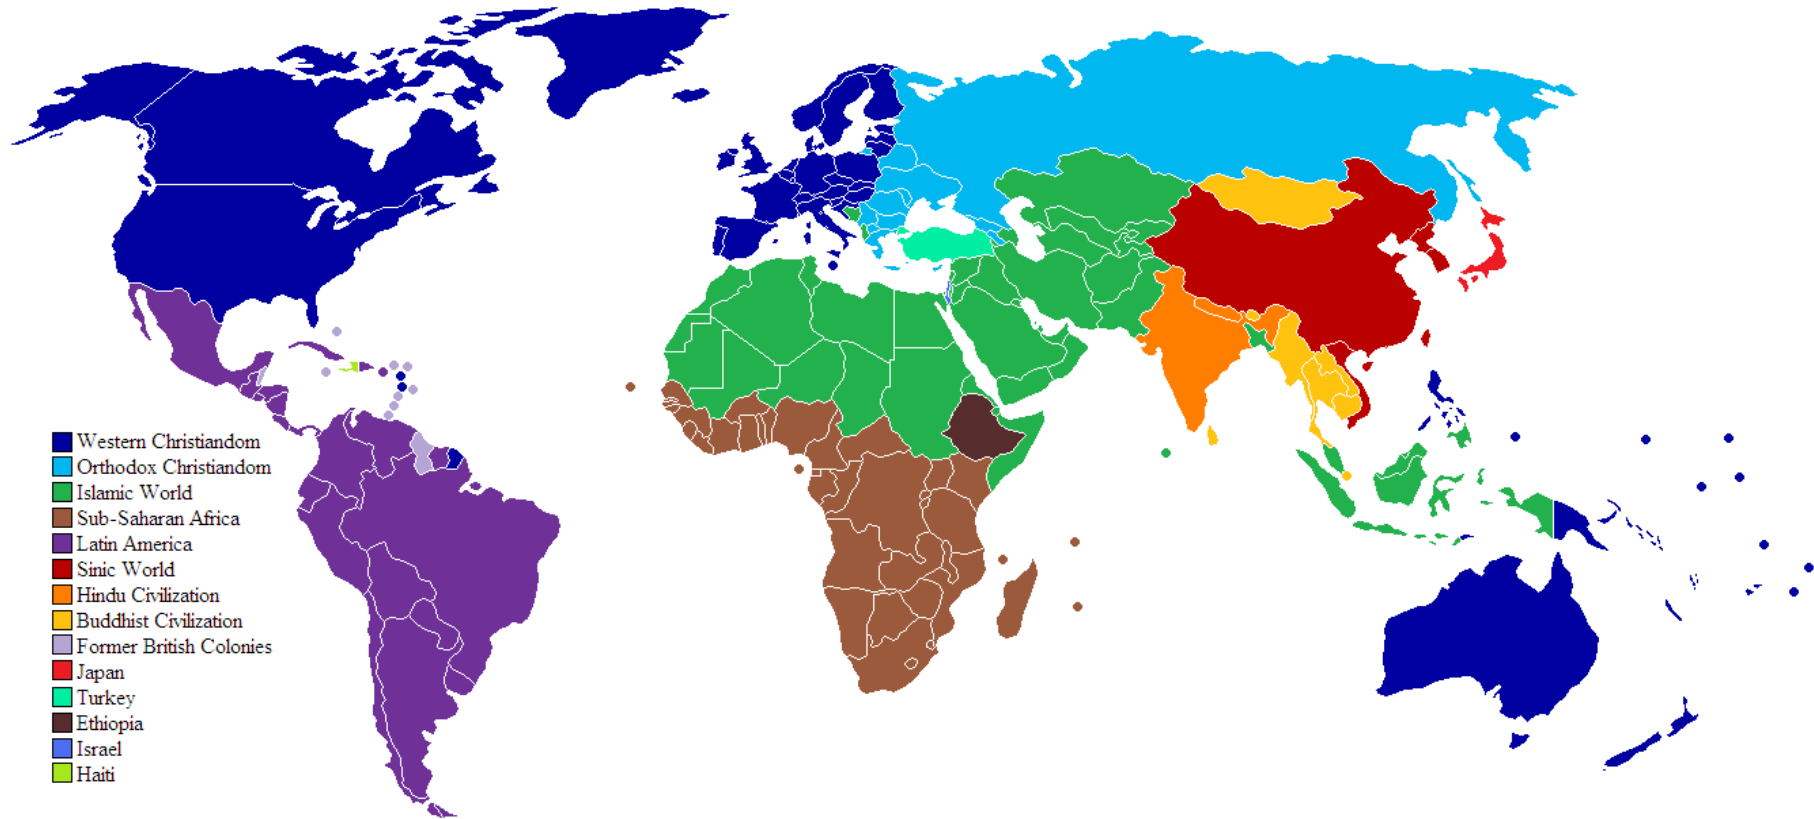 Western Christiandom
Orthodox Christiandom
Islamic World
Sub-Saharan Africa
Latin America
Sinic World
Hindu Civilization
Buddhist Civilization
Former British Colonies
Japan
Turkey
Ethiopia
Israel
Haiti